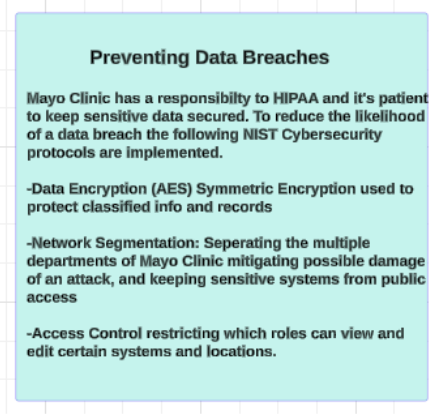 Preventing Data Breaches
Mayo Clinic has a responsibilty to HIPAA and it's patient
to keep sensitive data secured. To reduce the likelihood
of a data breach the following NIST Cybersecurity
protocols are implemented.
-Data Encryption (AES) Symmetric Encryption used to
protect classified info and records
-Network Segmentation: Seperating the multiple
departments of Mayo Clinic mitigating possible damage
of an attack, and keeping sensitive systems from public
access
-Access Control restricting which roles can view and
edit certain systems and locations.